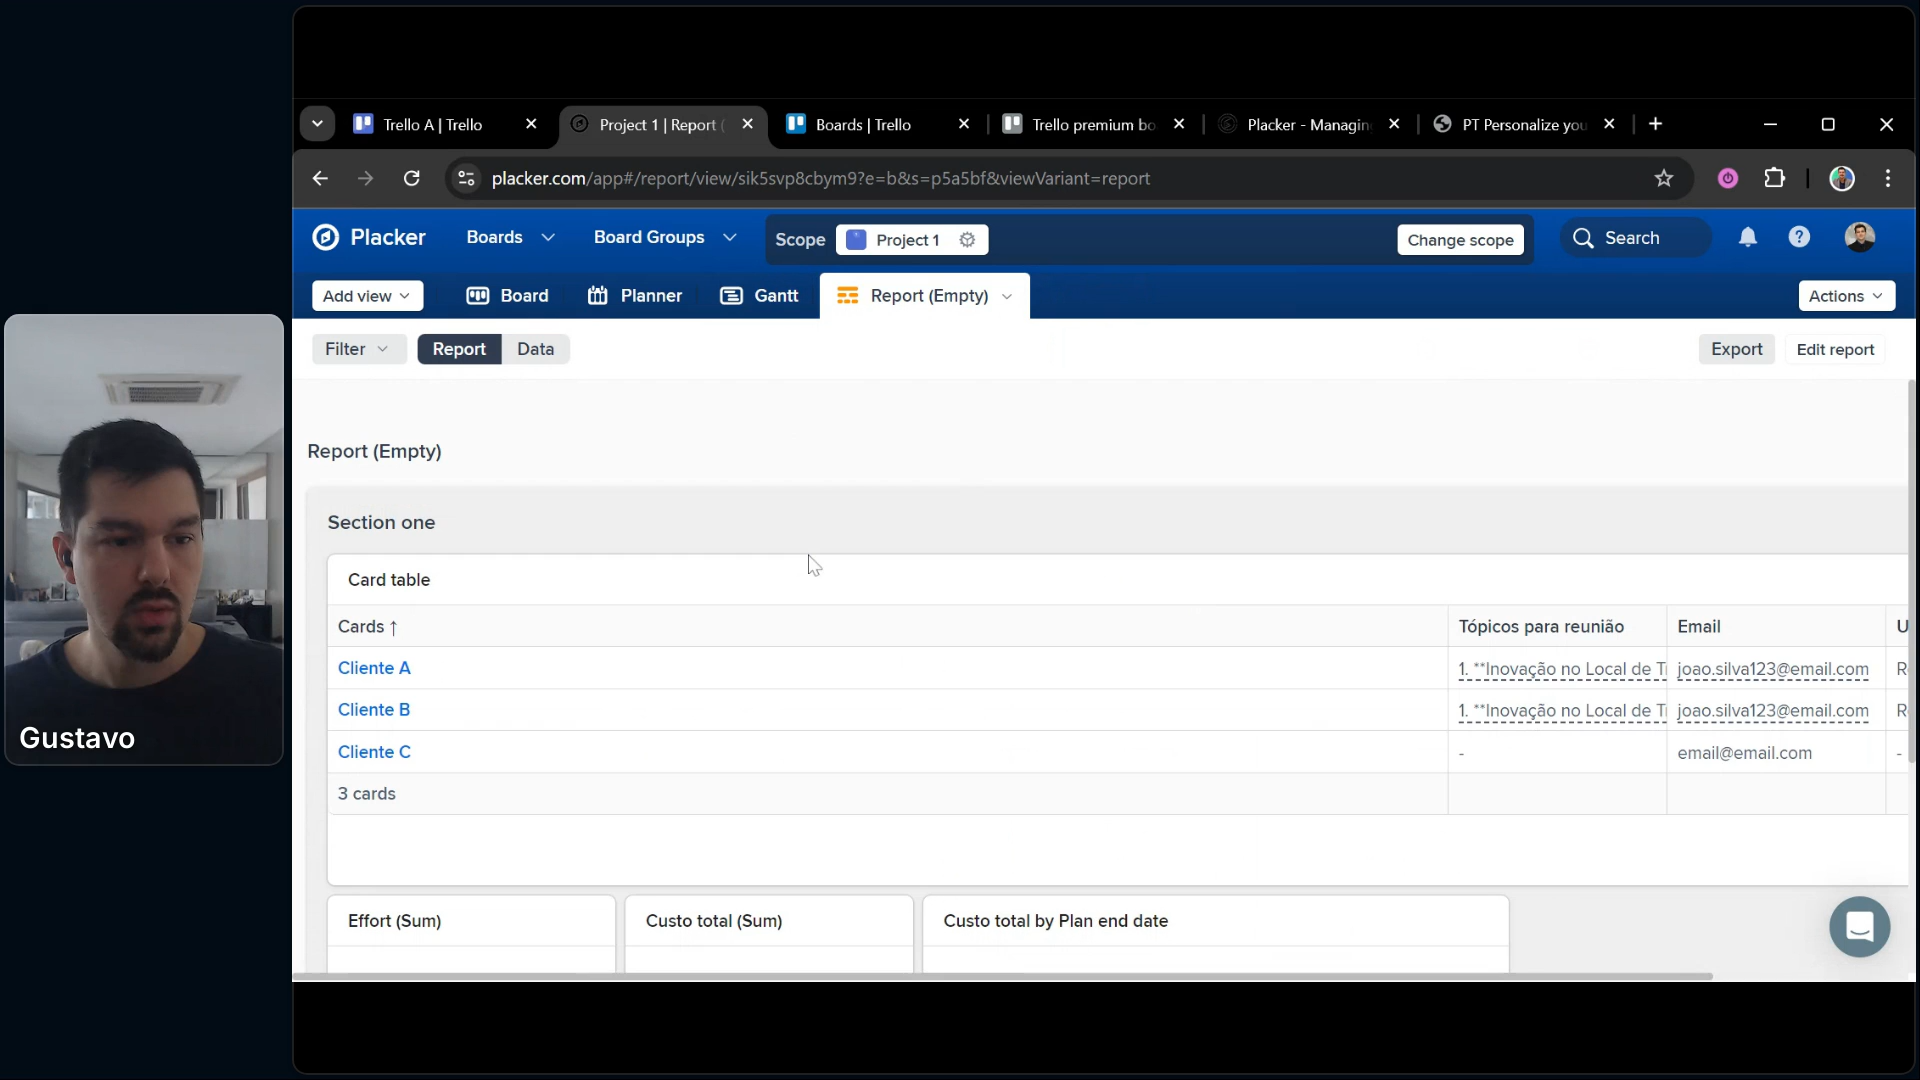 Trello A | Trello
Project 1 | Report (
Boards | Trello
Trello premium bo
Placker - Managin
PT Personalize you
placker.com/app#/report/view/sik5svp8cbym9?e=b&s=p5a5bf&viewVariant=report
Placker
Boards
Board Groups
Scope
Project 1
Change scope
Search
Add view
Board
Planner
Gantt
Report (Empty)
Actions
Filter
Report
Data
Export
Edit report
Report (Empty)
Section one
Card table
Cards ↑
Tópicos para reunião
Email
U
Cliente A
1. **Inovação no Local de T
joao.silva123@email.com
R
Cliente B
1. **Inovação no Local de T
joao.silva123@email.com
R
Cliente C
-
email@email.com
-
3 cards
Effort (Sum)
Custo total (Sum)
Custo total by Plan end date
Gustavo